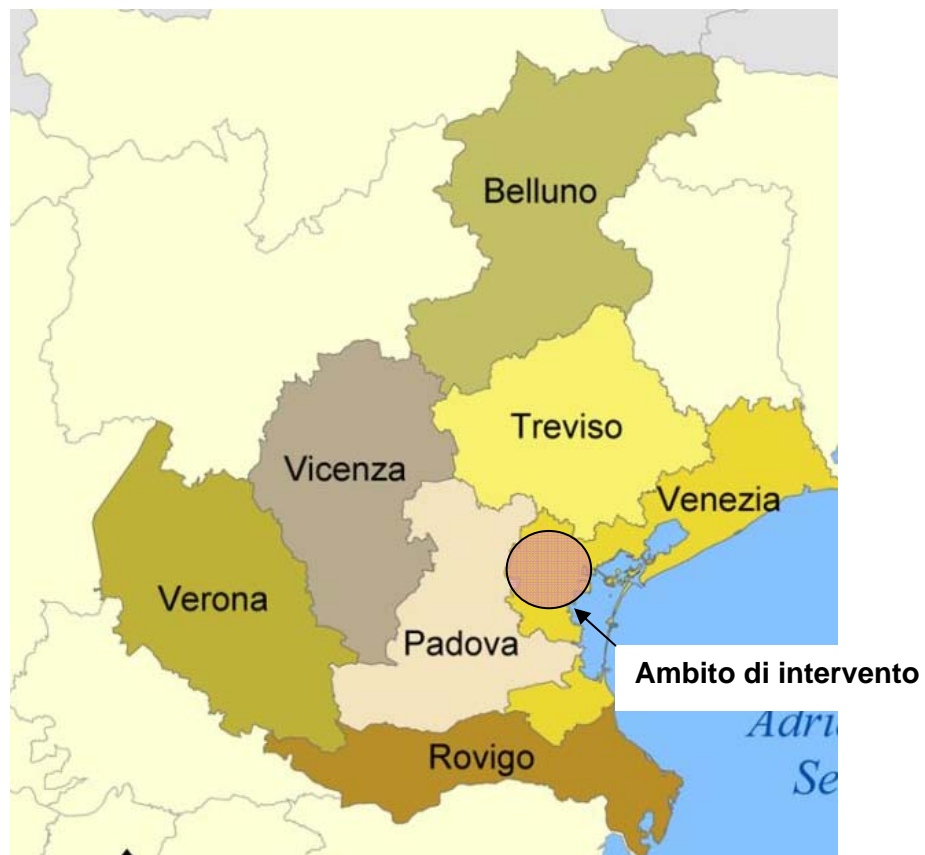 Belluno
Treviso
Vicenza
Venezia
Verona
Padova
Ambito di intervento
Rovigo